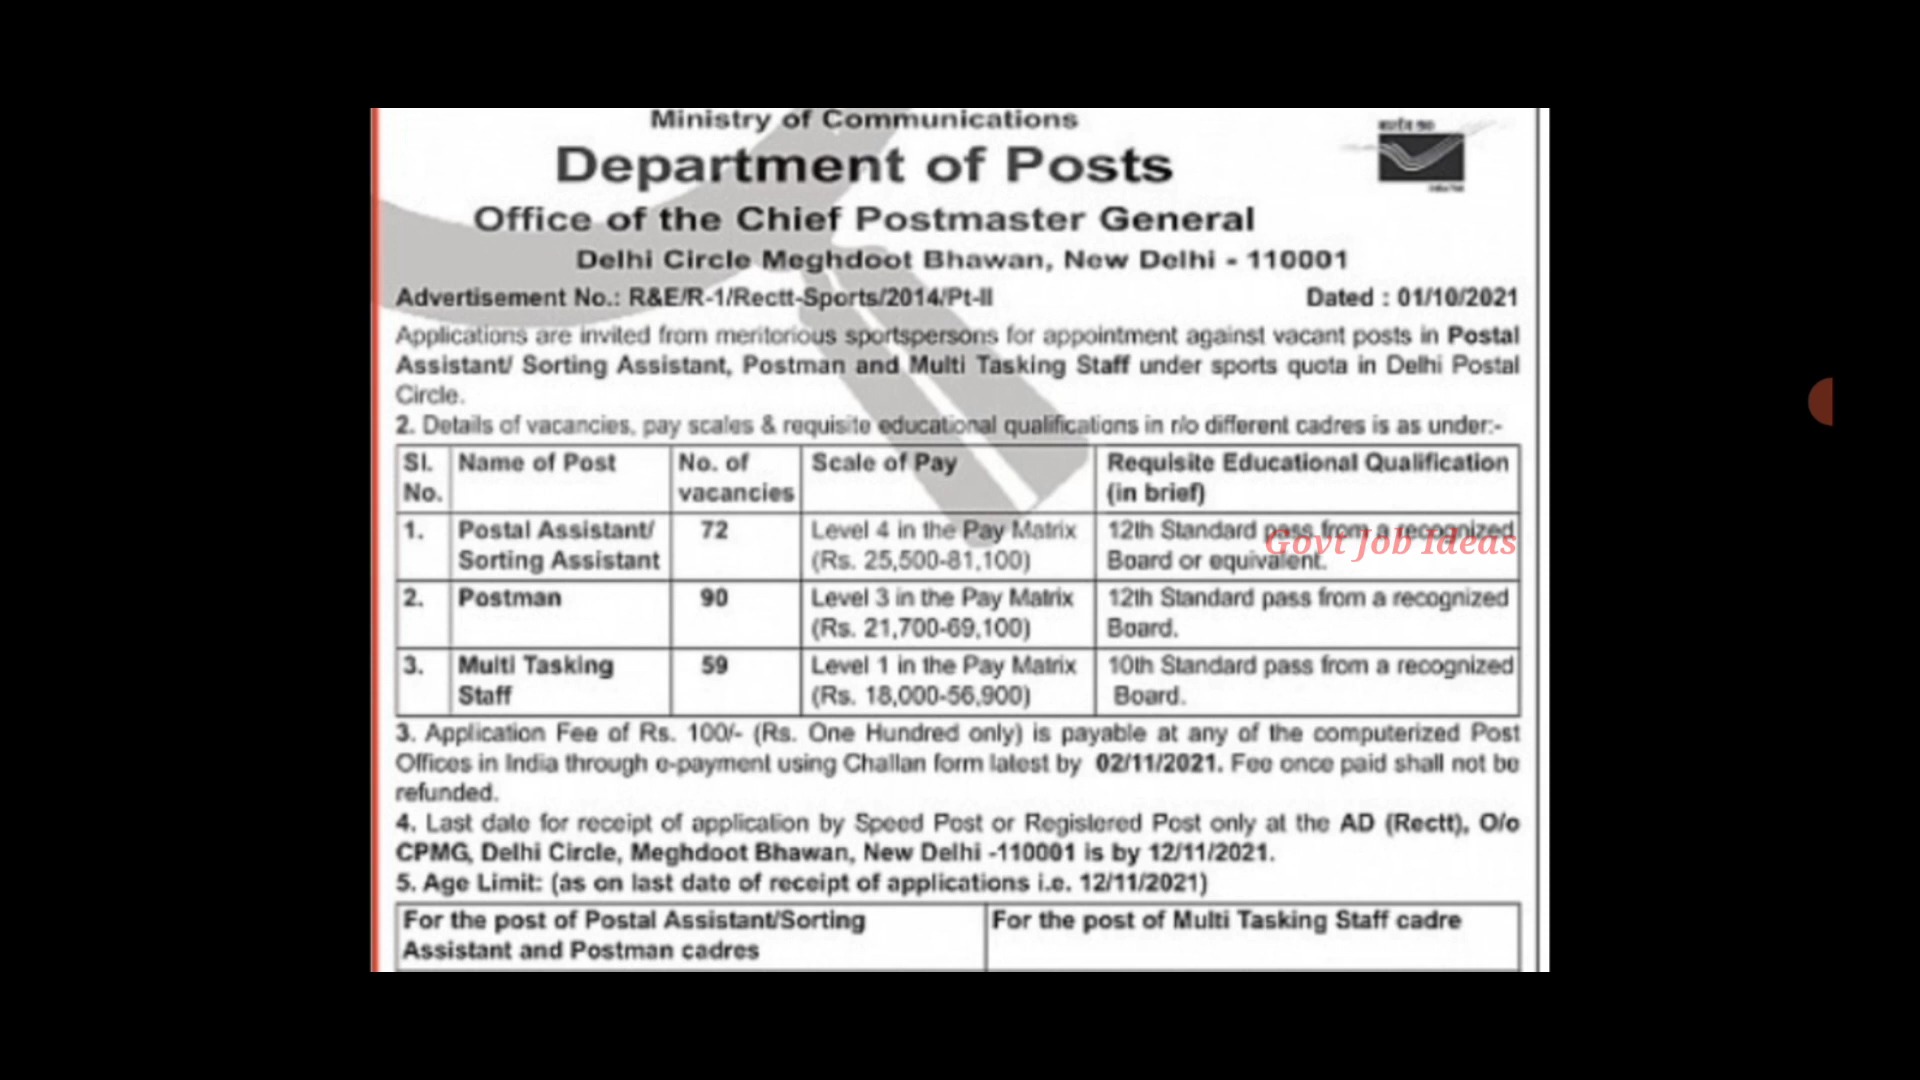 Ministry of Communications
Department of Posts
Office of the Chief Postmaster General
Delhi Circle Meghdoot Bhawan, New Delhi - 110001
Advertisement No.: R&E/R-1/Rectt-Sports/2014/Pt-II Dated : 01/10/2021
Applications are invited from meritorious sportspersons for appointment against vacant posts in Postal
Assistant/ Sorting Assistant, Postman and Multi Tasking Staff under sports quota in Delhi Postal
Circle.
2. Details of vacancies, pay scales & requisite educational qualifications in r/o different cadres is as under:-
Sl. Name of Post No. of Scale of Pay Requisite Educational Qualification
No. vacancies (in brief)
1. Postal Assistant/ 72 Level 4 in the Pay Matrix 12th Standard pass from a recognized
Govt Job Ideas
Sorting Assistant (Rs. 25,500-81,100) Board or equivalent.
2. Postman 90 Level 3 in the Pay Matrix 12th Standard pass from a recognized
(Rs. 21,700-69,100) Board.
3. Multi Tasking 59 Level 1 in the Pay Matrix 10th Standard pass from a recognized
Staff (Rs. 18,000-56,900) Board.
3. Application Fee of Rs. 100/- (Rs. One Hundred only) is payable at any of the computerized Post
Offices in India through e-payment using Challan form latest by 02/11/2021. Fee once paid shall not be
refunded.
4. Last date for receipt of application by Speed Post or Registered Post only at the AD (Rectt), O/o
CPMG, Delhi Circle, Meghdoot Bhawan, New Delhi -110001 is by 12/11/2021.
5. Age Limit: (as on last date of receipt of applications i.e. 12/11/2021)
For the post of Postal Assistant/Sorting For the post of Multi Tasking Staff cadre
Assistant and Postman cadres